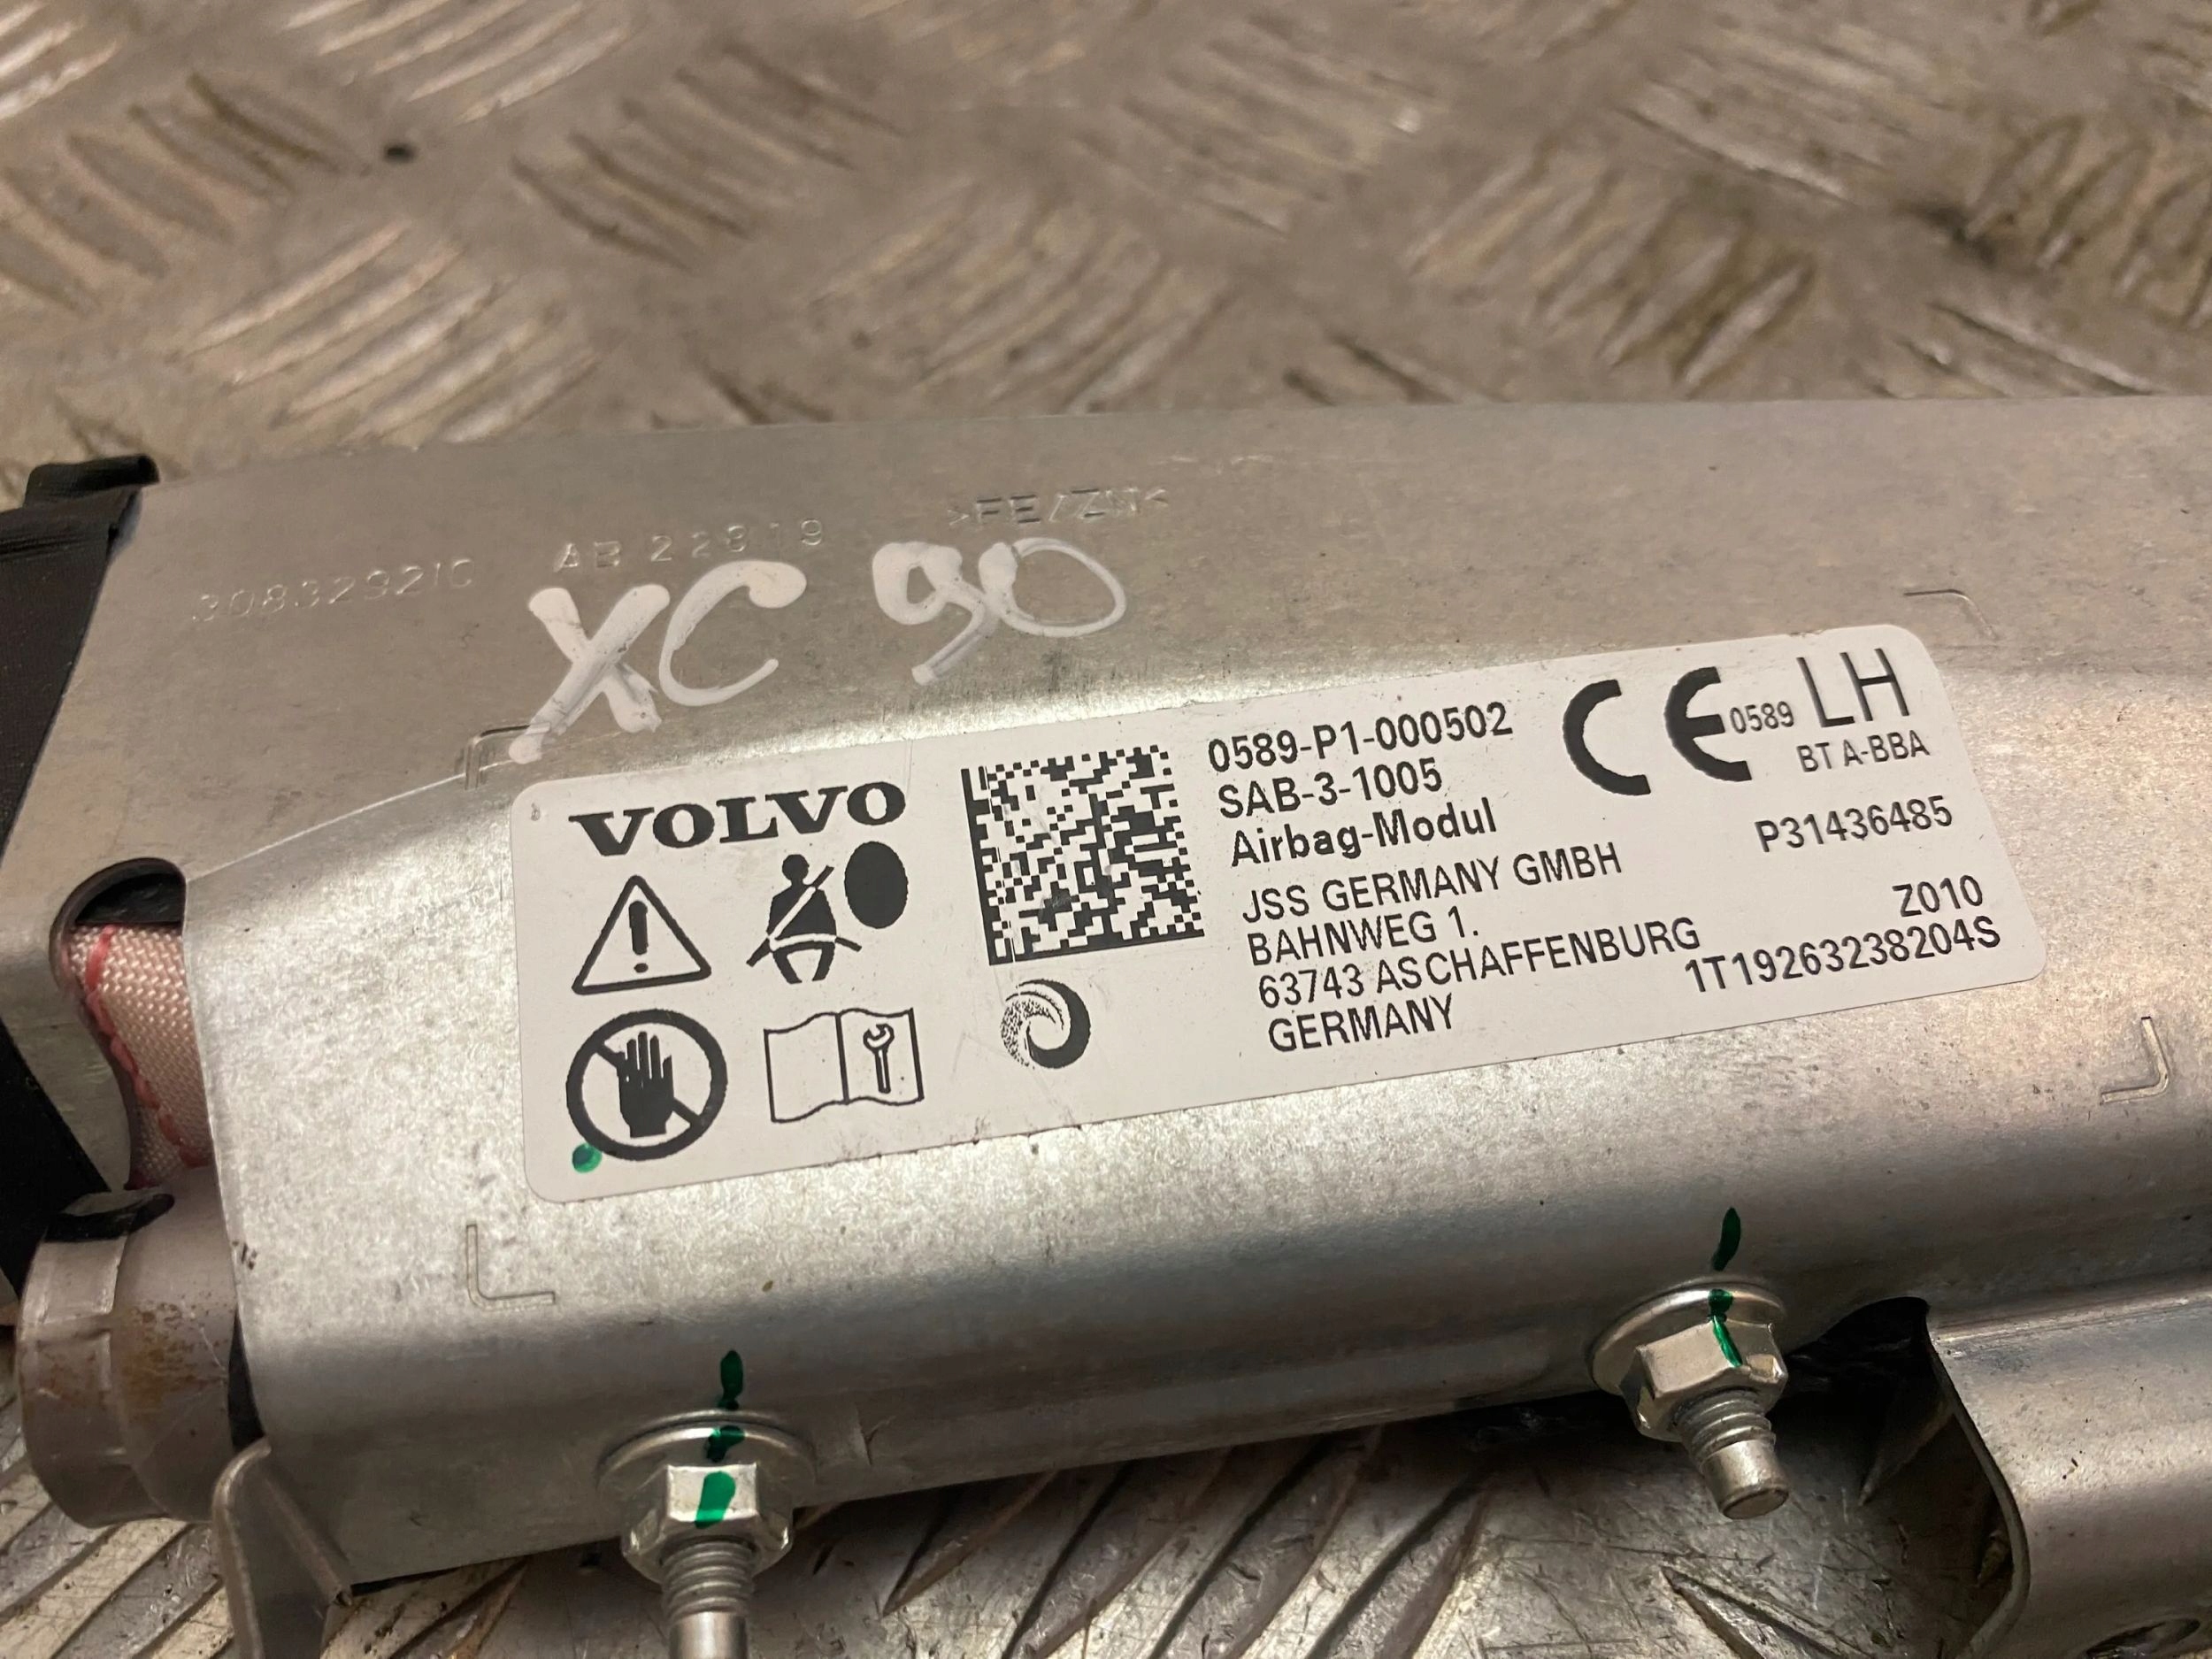 30832921C AB 22819 >FE/ZN<
XC 90
VOLVO
0589-P1-000502
SAB-3-1005
Airbag-Modul
JSS GERMANY GMBH
BAHNWEG 1.
63743 ASCHAFFENBURG
GERMANY
CE 0589 LH
BT A-BBA
P31436485
Z010
1T19263238204S